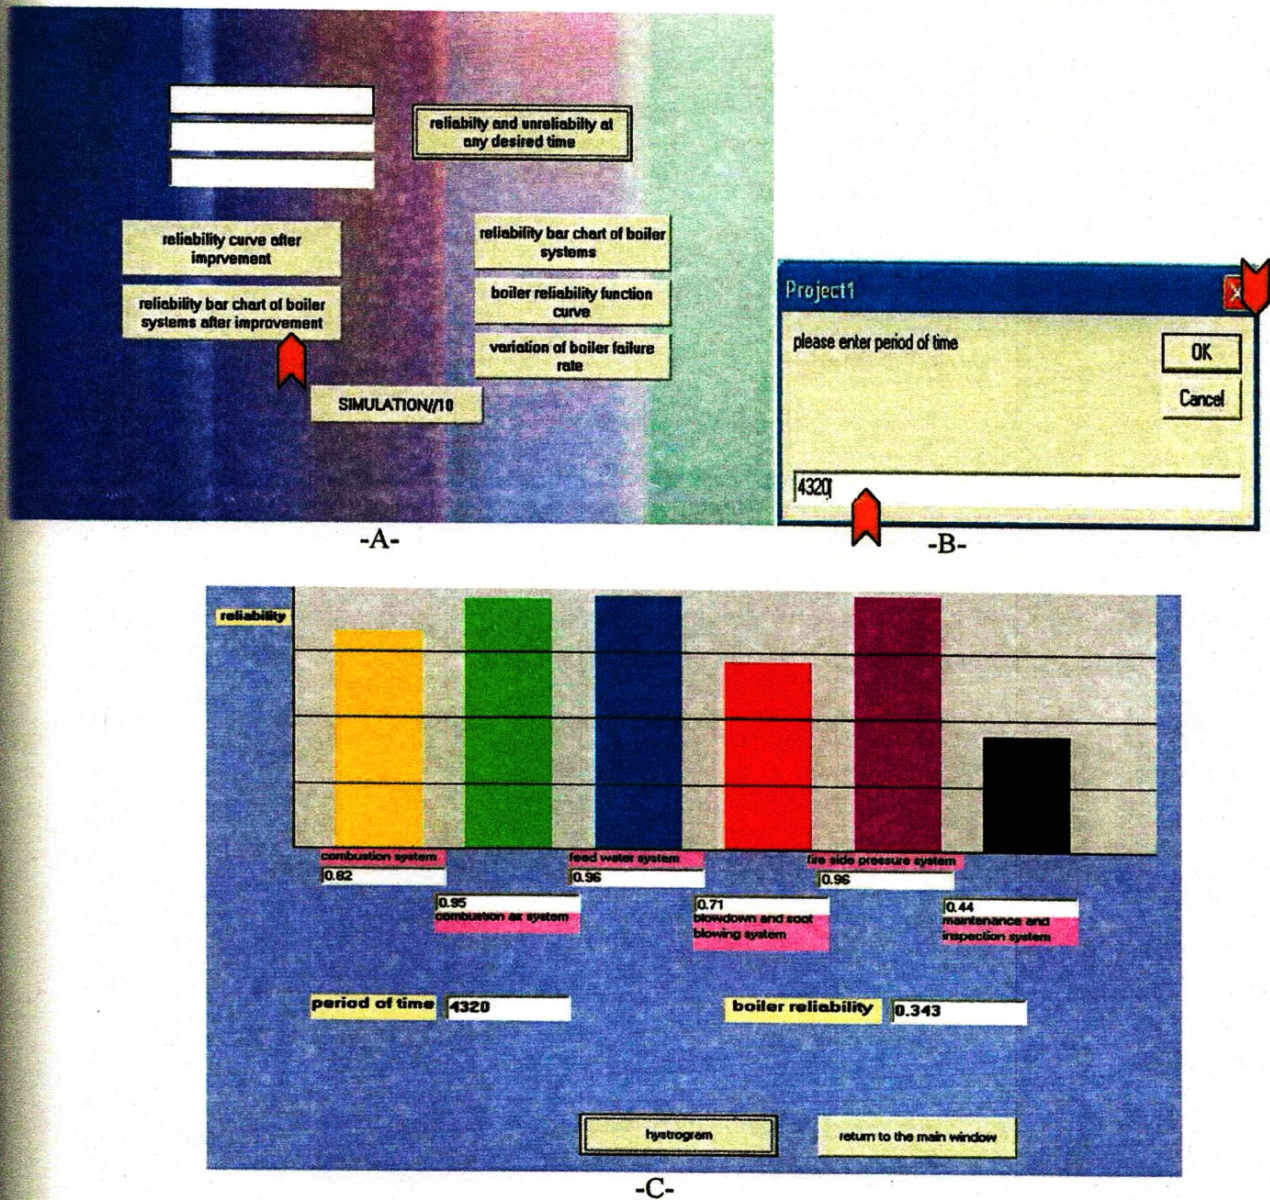 reliabilty and unreliabilty at
any desired time
reliability curve after
imprvement
reliability bar chart of boiler
systems
reliability bar chart of boiler
systems after improvement
boiler reliability function
curve
variation of boiler failure
rate
SIMULATION//10
-A-
Project1
X
please enter period of time
OK
Cancel
4320
-B-
reliability
combustion system
0.82
0.95
combustion air system
feed water system
0.96
0.71
blowdown and soot
blowing system
fire side pressure system
0.96
0.44
maintenance and
inspection system
period of time
4320
boiler reliability
0.343
hystrogram
return to the main window
-C-